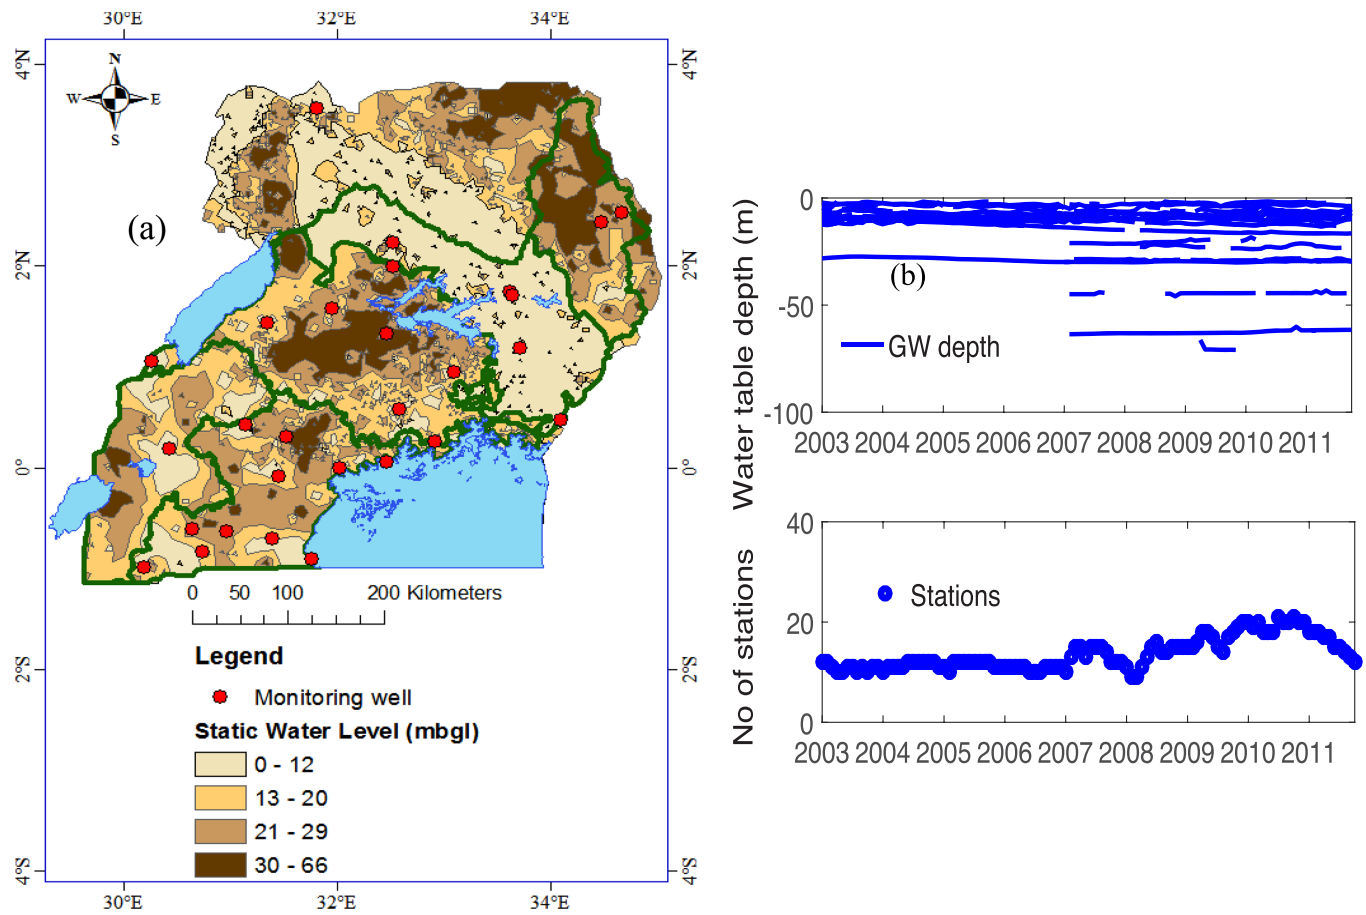 30°E 32°E 34°E
4°N 4°N
N
W E
S
(a)
2°N 2°N
0° 0°
0 50 100 200 Kilometers
Legend
Monitoring well
2°S 2°S
Static Water Level (mbgl)
0 - 12
13 - 20
21 - 29
30 - 66
4°S 4°S
30°E 32°E 34°E
Water table depth (m)
0
-50
-100
(b)
GW depth
2003 2004 2005 2006 2007 2008 2009 2010 2011
No of stations
40
20
0
Stations
2003 2004 2005 2006 2007 2008 2009 2010 2011